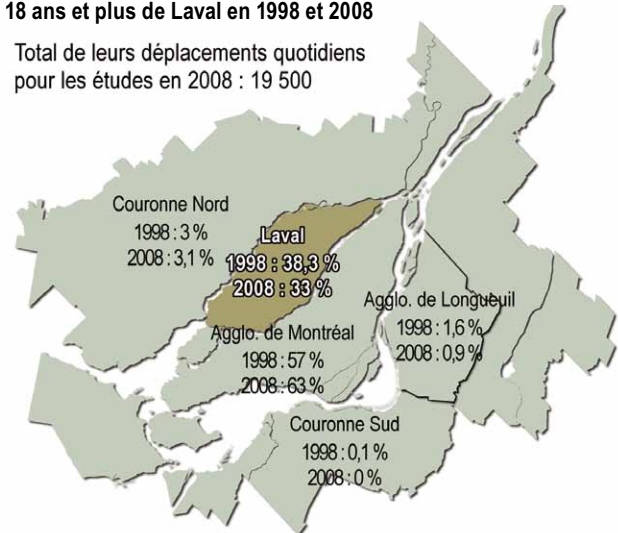 18 ans et plus de Laval en 1998 et 2008
Total de leurs déplacements quotidiens
pour les études en 2008 : 19 500
Couronne Nord
1998 : 3 %
2008 : 3,1 %
Laval
1998 : 38,3 %
2008 : 33 %
Agglo. de Longueuil
1998 : 1,6 %
2008 : 0,9 %
Agglo. de Montréal
1998 : 57 %
2008 : 63 %
Couronne Sud
1998 : 0,1 %
2008 : 0 %